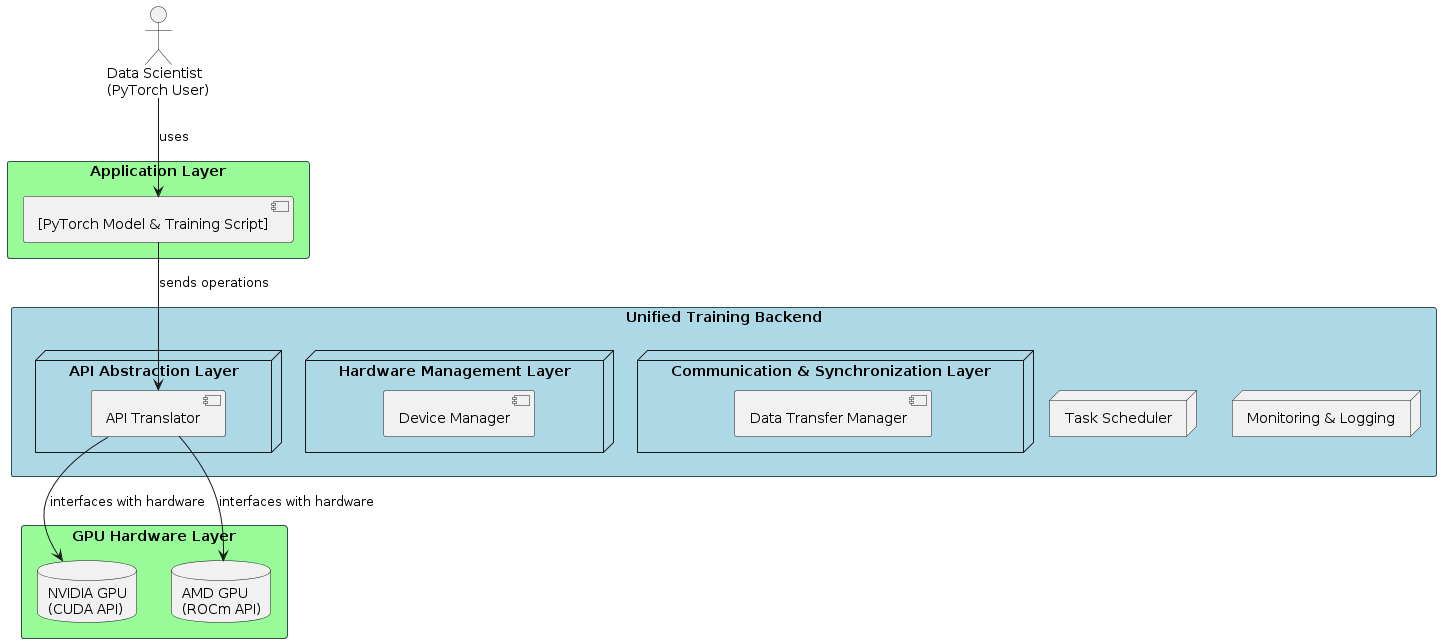 Data Scientist
(PyTorch User)
uses
Application Layer
[PyTorch Model & Training Script]
sends operations
Unified Training Backend
API Abstraction Layer
Hardware Management Layer
Communication & Synchronization Layer
API Translator
Device Manager
Data Transfer Manager
Task Scheduler
Monitoring & Logging
interfaces with hardware
interfaces with hardware
GPU Hardware Layer
NVIDIA GPU
(CUDA API)
AMD GPU
(ROCm API)